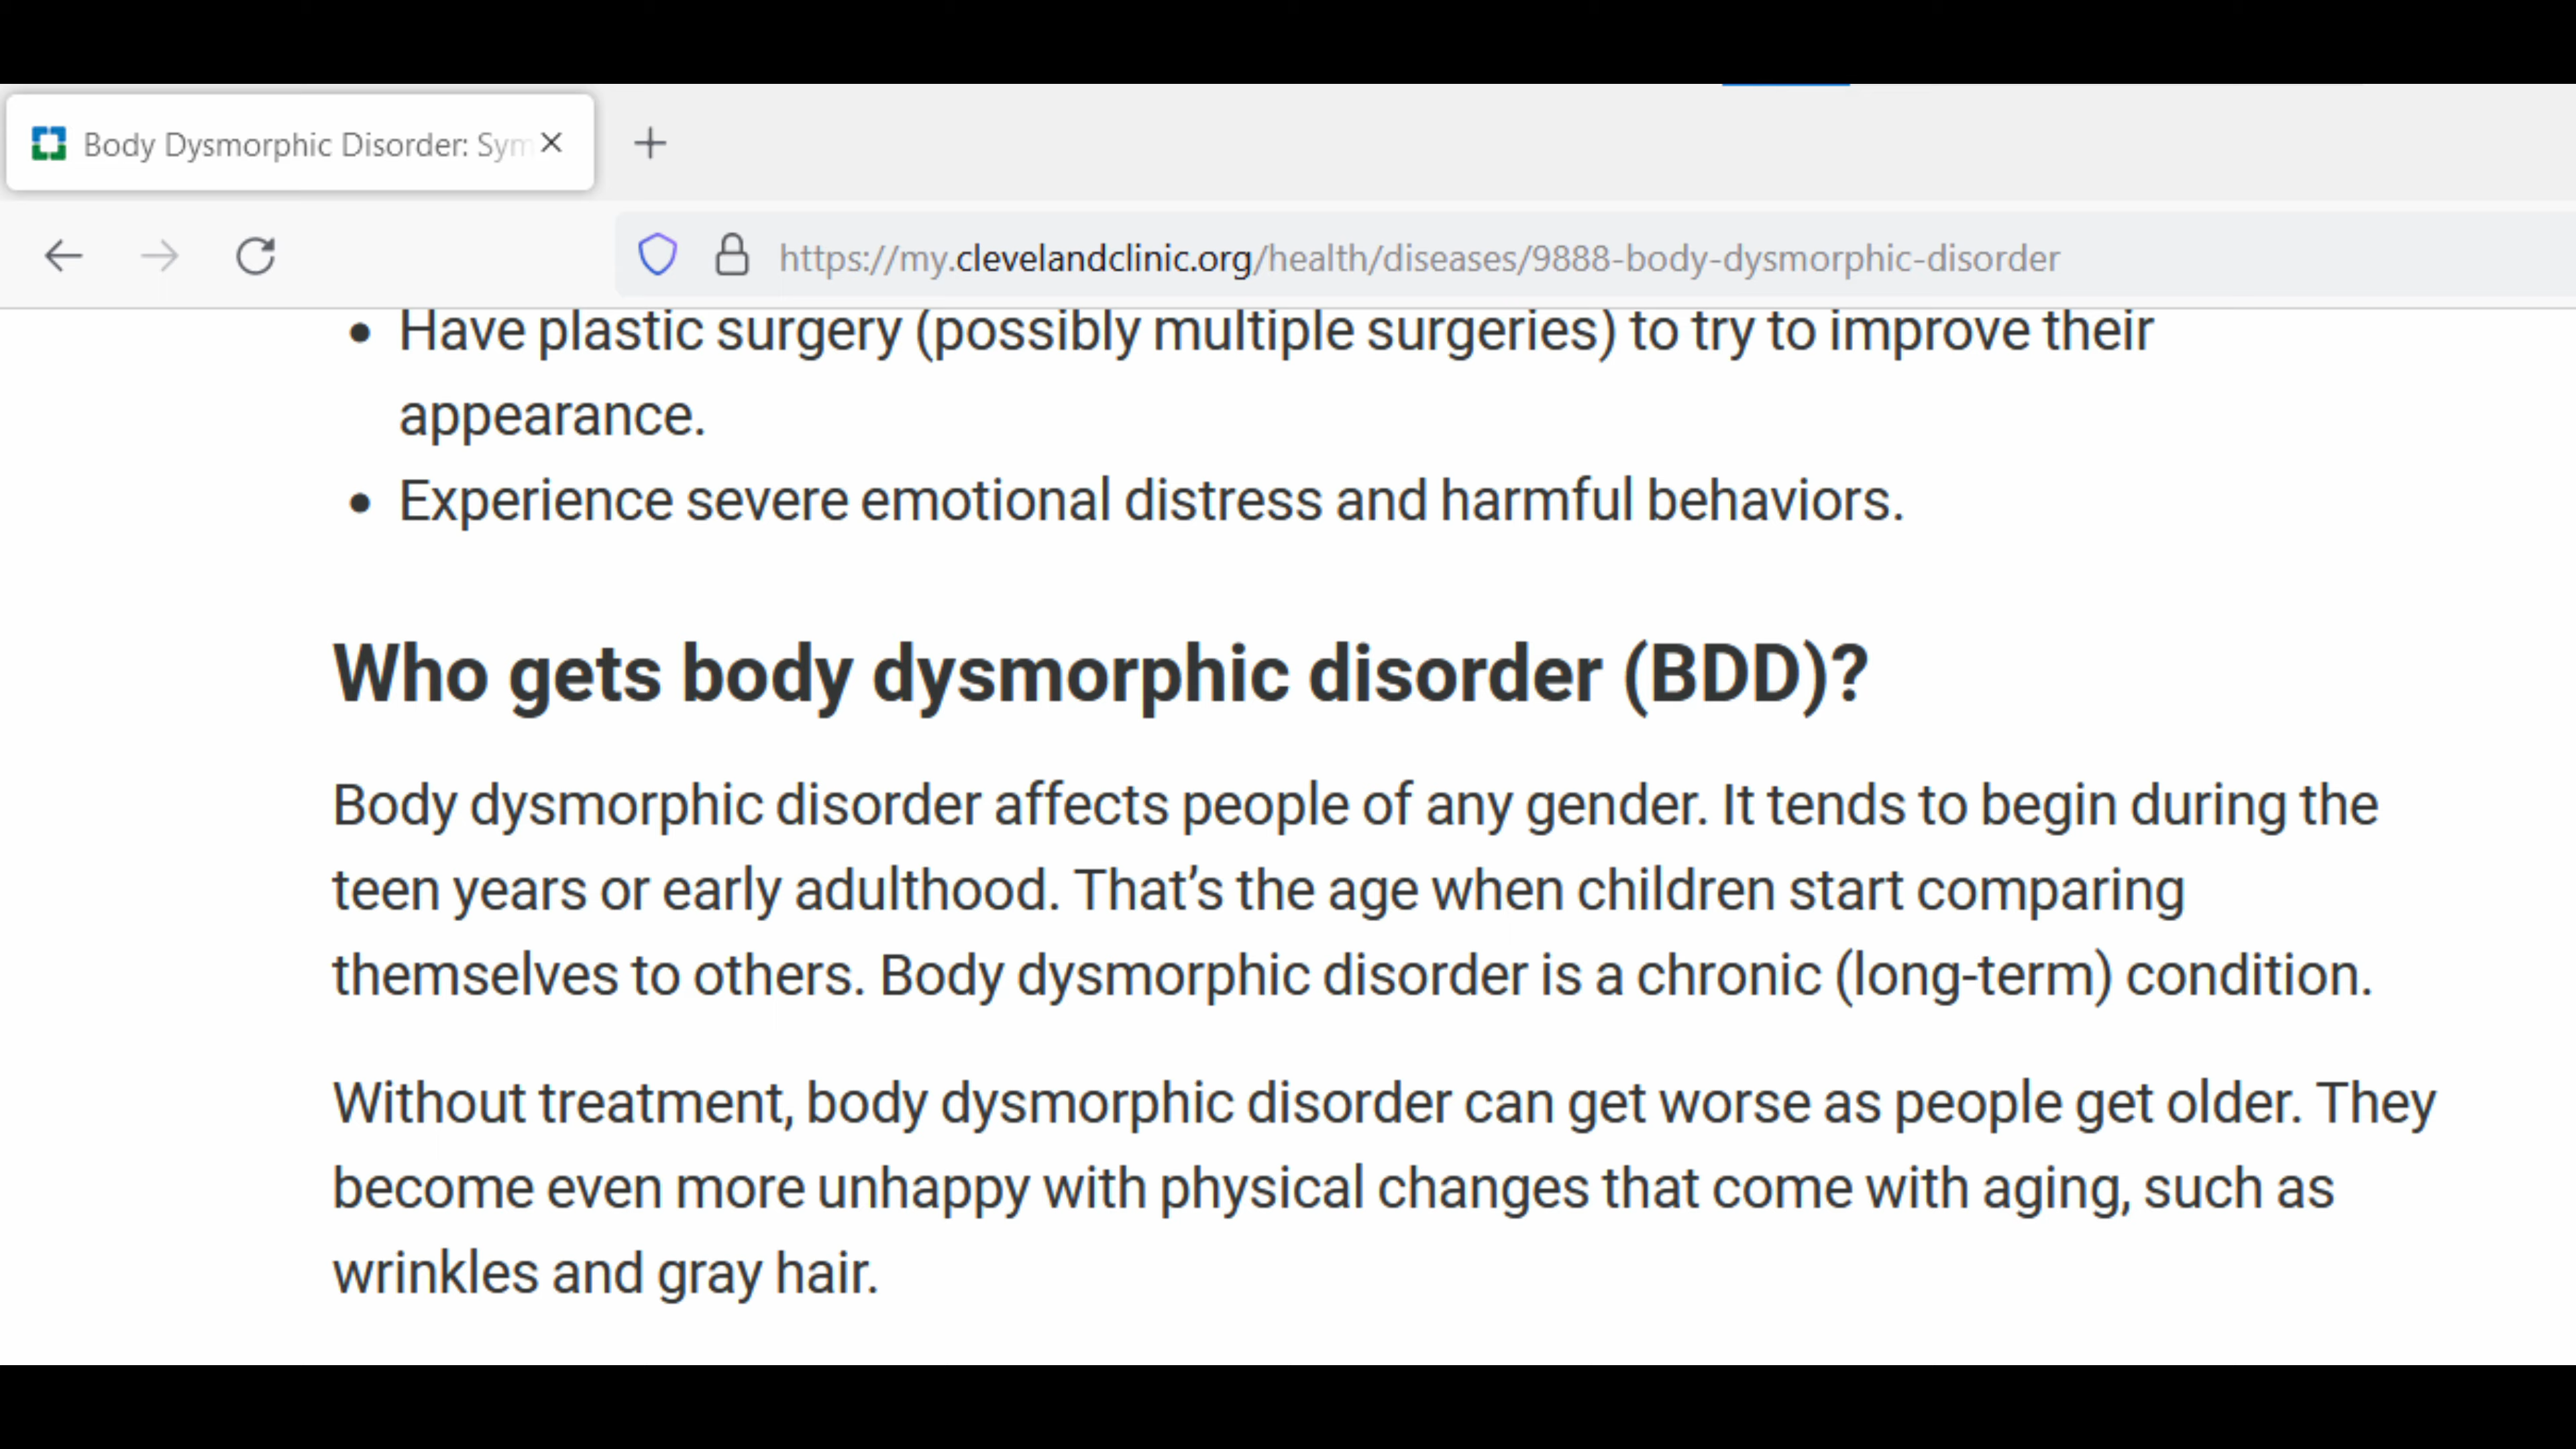 Body Dysmorphic Disorder: Sym
https://my.clevelandclinic.org/health/diseases/9888-body-dysmorphic-disorder
• Have plastic surgery (possibly multiple surgeries) to try to improve their
appearance.
• Experience severe emotional distress and harmful behaviors.
Who gets body dysmorphic disorder (BDD)?
Body dysmorphic disorder affects people of any gender. It tends to begin during the
teen years or early adulthood. That’s the age when children start comparing
themselves to others. Body dysmorphic disorder is a chronic (long-term) condition.
Without treatment, body dysmorphic disorder can get worse as people get older. They
become even more unhappy with physical changes that come with aging, such as
wrinkles and gray hair.